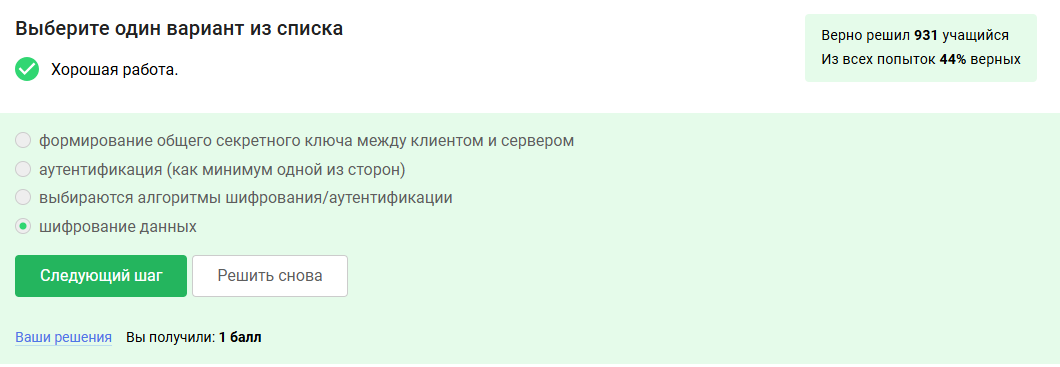 Выберите один вариант из списка
Верно решил 931 учащийся
Из всех попыток 44% верных
Хорошая работа.
формирование общего секретного ключа между клиентом и сервером
аутентификация (как минимум одной из сторон)
выбираются алгоритмы шифрования/аутентификации
шифрование данных
Следующий шаг
Решить снова
Ваши решения Вы получили: 1 балл